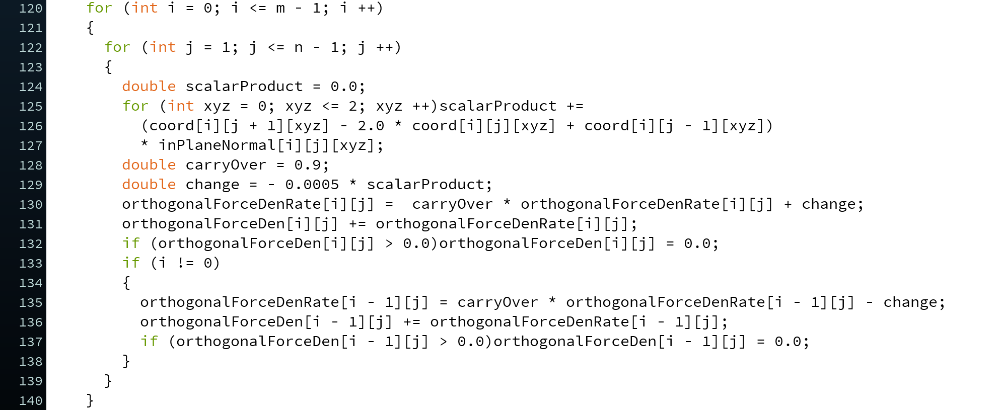 120 for (int i = 0; i <= m - 1; i ++)
121 {
122 for (int j = 1; j <= n - 1; j ++)
123 {
124 double scalarProduct = 0.0;
125 for (int xyz = 0; xyz <= 2; xyz ++)scalarProduct +=
126 (coord[i][j + 1][xyz] - 2.0 * coord[i][j][xyz] + coord[i][j - 1][xyz])
127 * inPlaneNormal[i][j][xyz];
128 double carryOver = 0.9;
129 double change = - 0.0005 * scalarProduct;
130 orthogonalForceDenRate[i][j] =  carryOver * orthogonalForceDenRate[i][j] + change;
131 orthogonalForceDen[i][j] += orthogonalForceDenRate[i][j];
132 if (orthogonalForceDen[i][j] > 0.0)orthogonalForceDen[i][j] = 0.0;
133 if (i != 0)
134 {
135 orthogonalForceDenRate[i - 1][j] = carryOver * orthogonalForceDenRate[i - 1][j] - change;
136 orthogonalForceDen[i - 1][j] += orthogonalForceDenRate[i - 1][j];
137 if (orthogonalForceDen[i - 1][j] > 0.0)orthogonalForceDen[i - 1][j] = 0.0;
138 }
139 }
140 }